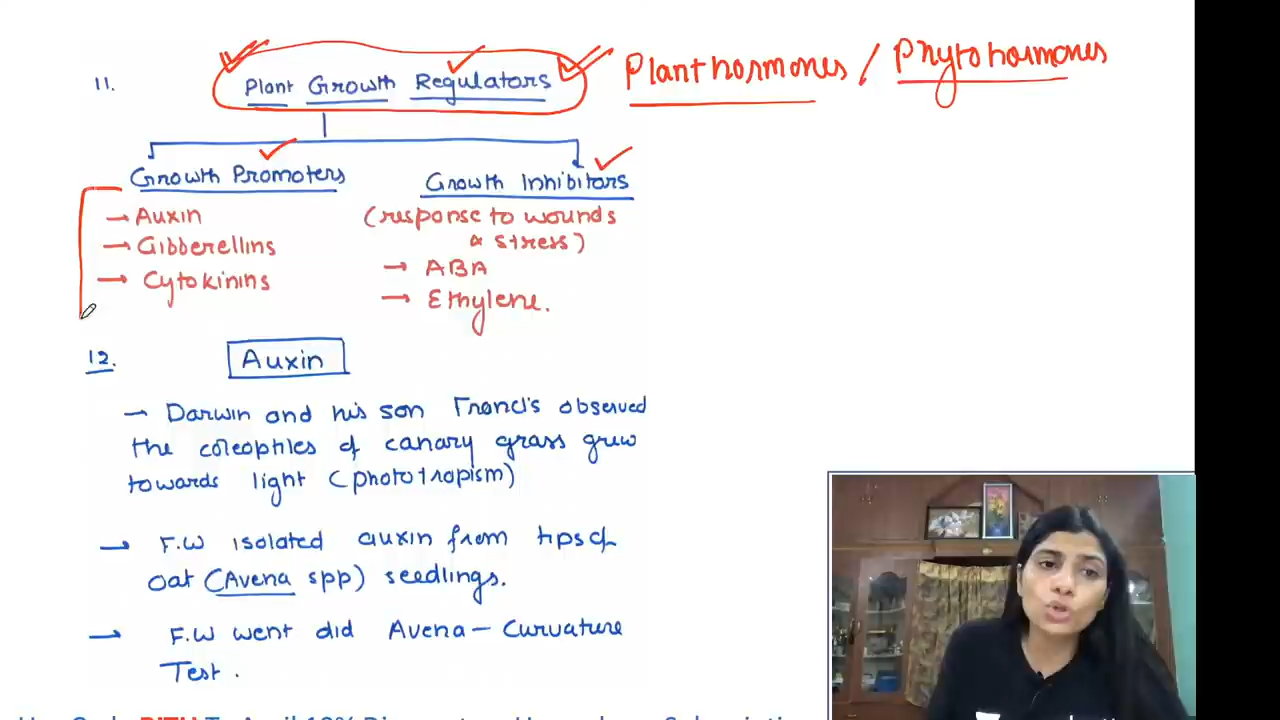 11. Plant Growth Regulators Plant hormones / Phytohormones
Growth Promoters
→ Auxin
→ Gibberellins
→ Cytokinins
Growth Inhibitors
(response to wounds
& stress)
→ ABA
→ Ethylene.
12. Auxin
→ Darwin and his son Francis observed
the coleoptiles of canary grass grew
towards light (phototropism)
→ F.W isolated auxin from tips of
oat (Avena spp) seedlings.
→ F.W went did Avena - Curvature
Test.